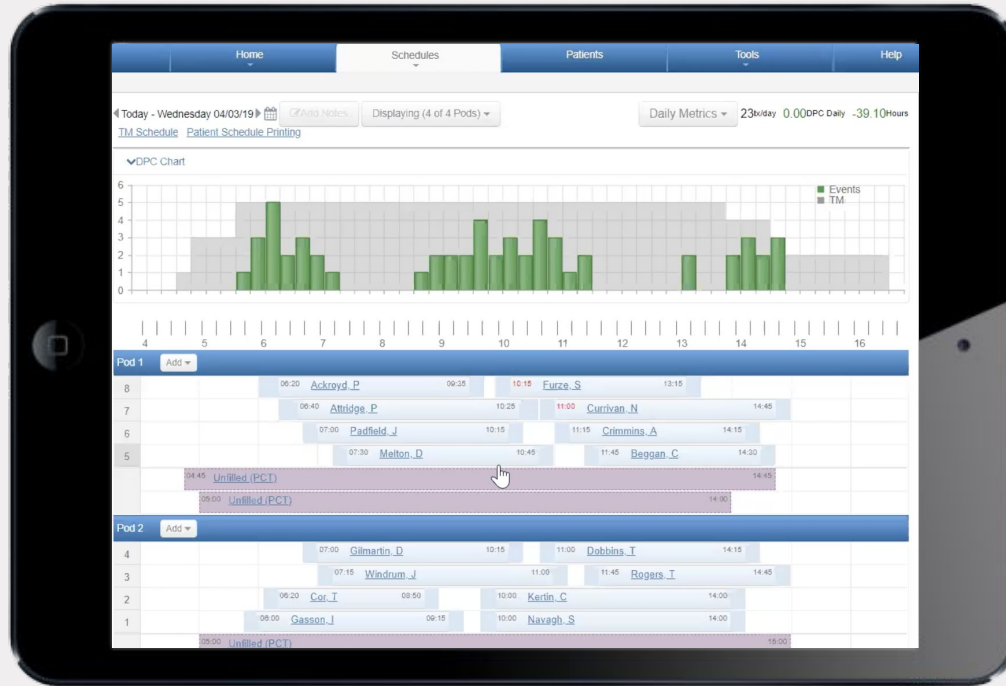 Home Schedules Patients Tools Help
Today - Wednesday 04/03/19 Add Notes Displaying (4 of 4 Pods) Daily Metrics 23tx/day 0.00DPC Daily -39.10Hours
TM Schedule Patient Schedule Printing
DPC Chart
6
5
4
3
2
1
0
Events
TM
4 5 6 7 8 9 10 11 12 13 14 15 16
Pod 1 Add
8 06:20 Ackroyd, P 09:35 10:15 Furze, S 13:15
7 06:40 Attridge, P 10:25 11:00 Currivan, N 14:45
6 07:00 Padfield, J 10:15 11:15 Crimmins, A 14:15
5 07:30 Melton, D 10:45 11:45 Beggan, C 14:30
04:45 Unfilled (PCT) 14:45
05:00 Unfilled (PCT) 14:00
Pod 2 Add
4 07:00 Gilmartin, D 10:15 11:00 Dobbins, T 14:15
3 07:15 Windrum, J 11:00 11:45 Rogers, T 14:45
2 06:20 Cor, T 08:50 10:00 Kertin, C 14:00
1 06:00 Gasson, I 09:15 10:00 Navagh, S 14:00
05:00 Unfilled (PCT) 15:00